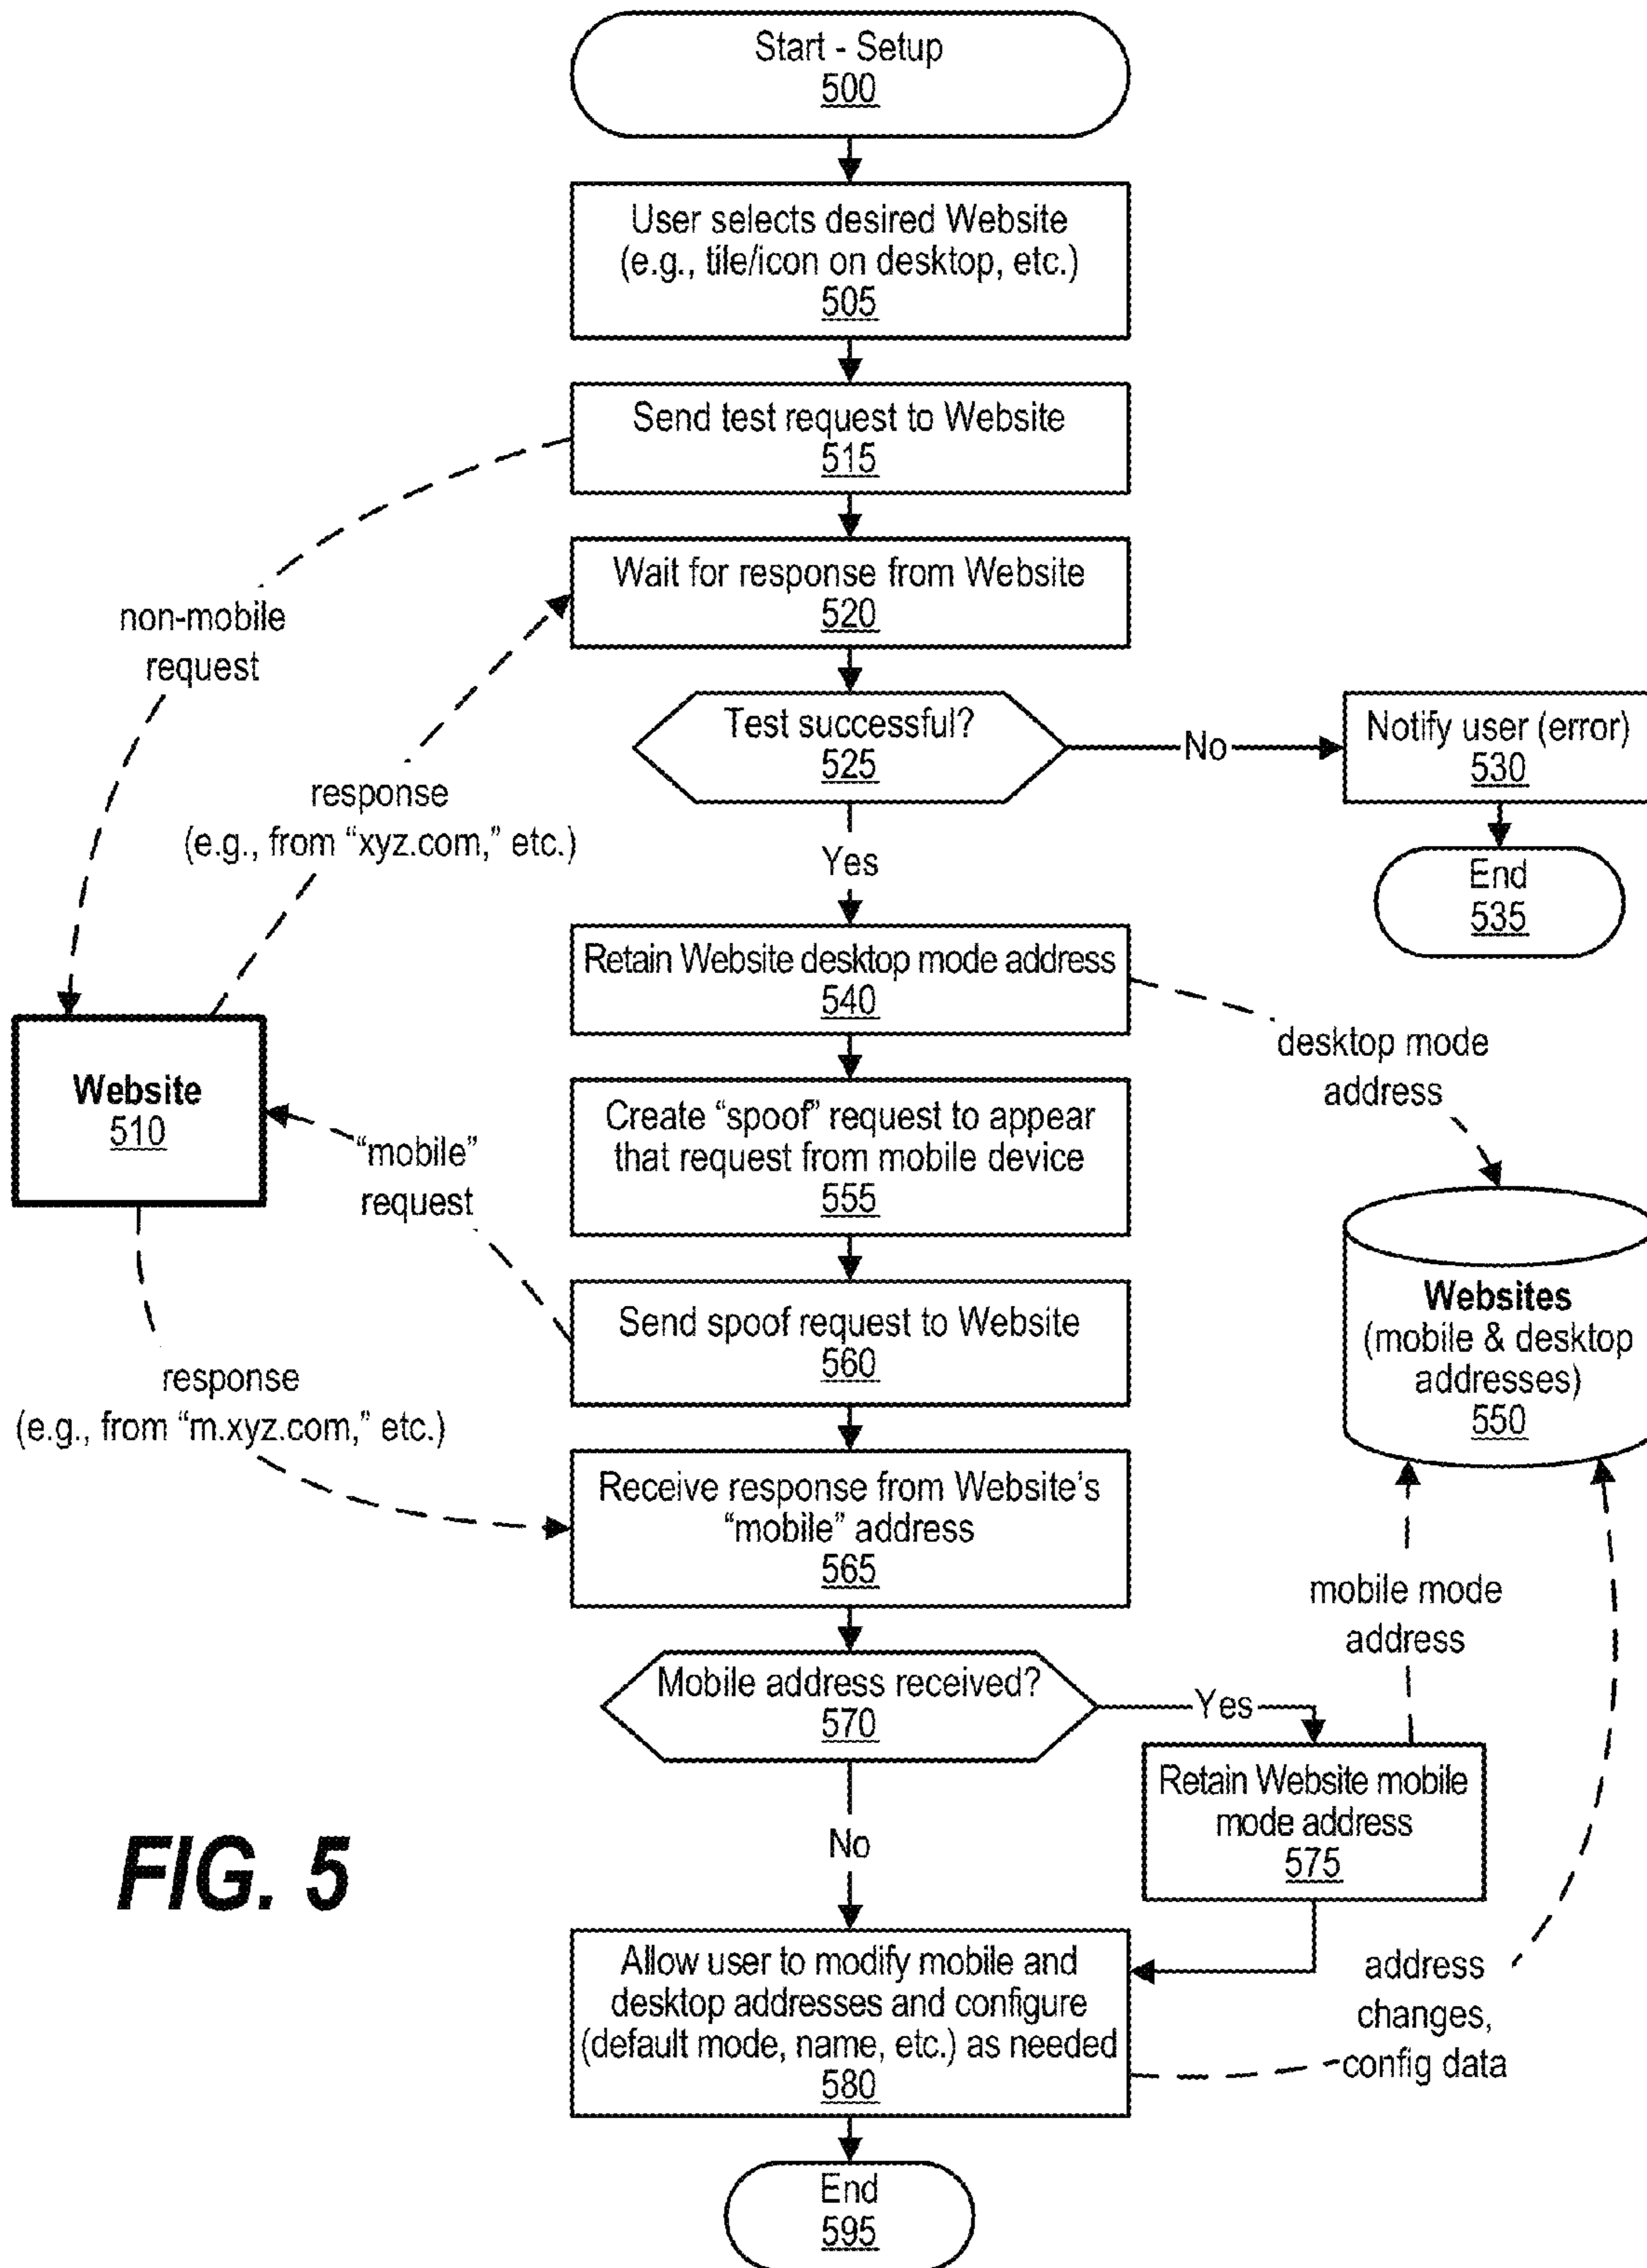 Start - Setup
500
User selects desired Website
(e.g., tile/icon on desktop, etc.)
505
Send test request to Website
515
Wait for response from Website
520
non-mobile
request
Test successful?
525
No
Notify user (error)
530
End
535
response
(e.g., from “xyz.com,” etc.)
Yes
Retain Website desktop mode address
540
desktop mode
address
Website
510
Create “spoof” request to appear
that request from mobile device
555
“mobile”
request
Send spoof request to Website
560
Websites
(mobile & desktop
addresses)
550
response
(e.g., from “m.xyz.com,” etc.)
Receive response from Website’s
“mobile” address
565
mobile mode
address
Mobile address received?
570
Yes
Retain Website mobile
mode address
575
No
FIG. 5
Allow user to modify mobile and
desktop addresses and configure
(default mode, name, etc.) as needed
580
address
changes,
config data
End
595